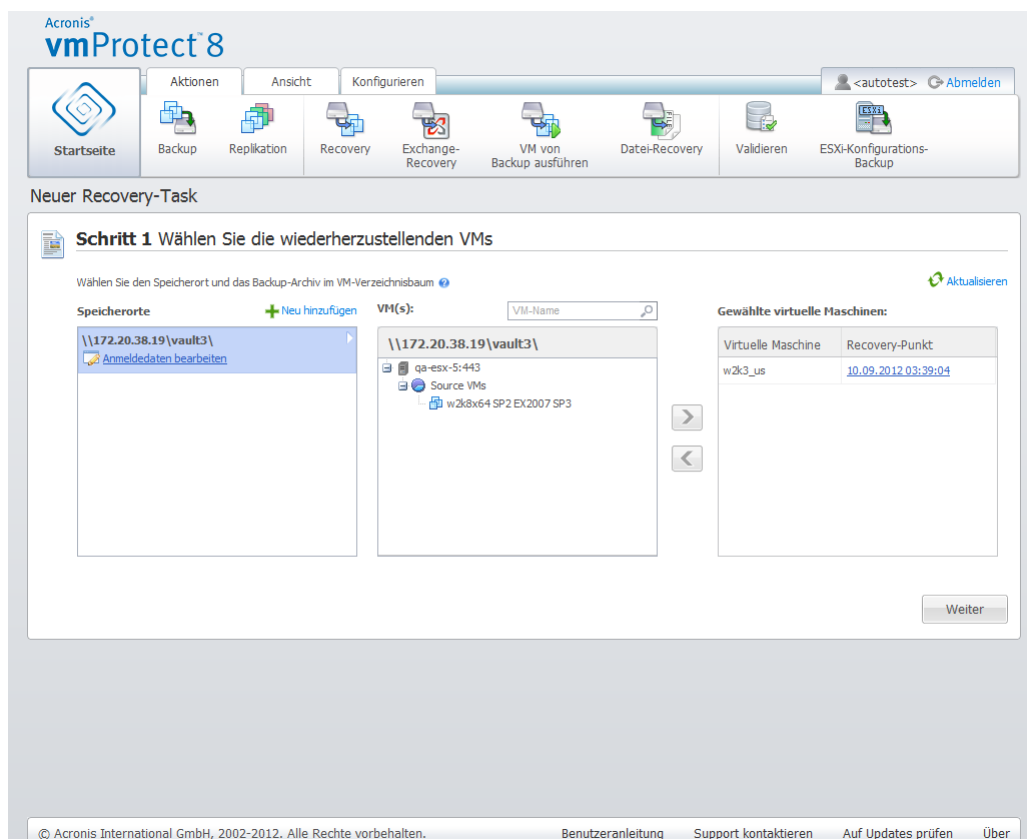 Acronis®
vmProtect™ 8
Aktionen Ansicht Konfigurieren
<autotest> Abmelden
Startseite
Backup
Replikation
Recovery
Exchange-
Recovery
VM von
Backup ausführen
Datei-Recovery
Validieren
ESXi
ESXi-Konfigurations-
Backup
Neuer Recovery-Task
Schritt 1 Wählen Sie die wiederherzustellenden VMs
Wählen Sie den Speicherort und das Backup-Archiv im VM-Verzeichnisbaum ?
Aktualisieren
Speicherorte
Neu hinzufügen
\\172.20.38.19\vault3\
Anmeldedaten bearbeiten
VM(s):
VM-Name
\\172.20.38.19\vault3\
qa-esx-5:443
Source VMs
w2k8x64 SP2 EX2007 SP3
Gewählte virtuelle Maschinen:
Virtuelle Maschine Recovery-Punkt
w2k3_us 10.09.2012 03:39:04
Weiter
© Acronis International GmbH, 2002-2012. Alle Rechte vorbehalten.
Benutzeranleitung Support kontaktieren Auf Updates prüfen Über